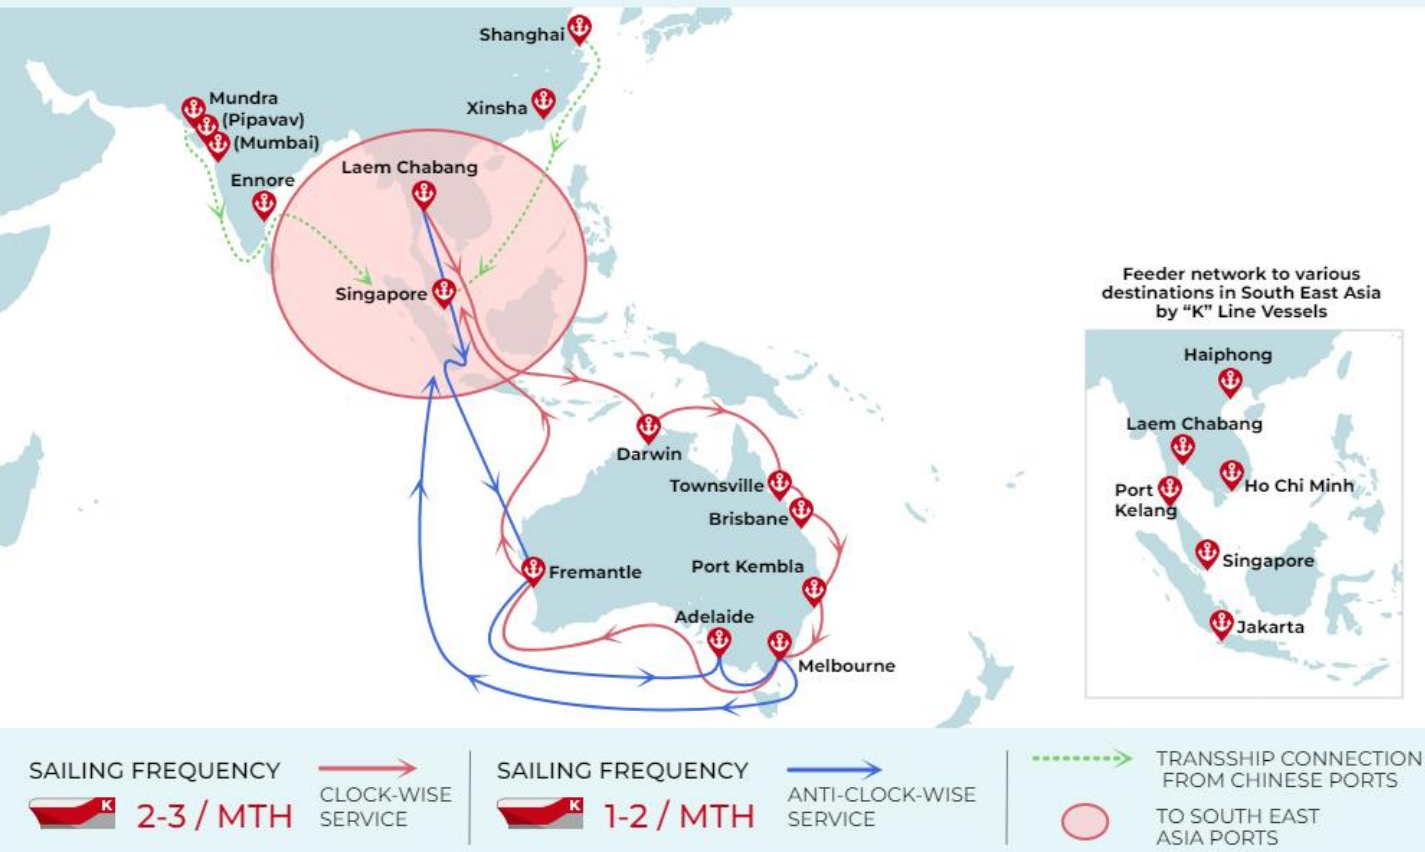 Shanghai
Xinsha
Mundra
(Pipavav)
(Mumbai)
Ennore
Laem Chabang
Singapore
Darwin
Townsville
Brisbane
Port Kembla
Fremantle
Adelaide
Melbourne
Feeder network to various
destinations in South East Asia
by “K” Line Vessels
Haiphong
Laem Chabang
Port
Kelang
Ho Chi Minh
Singapore
Jakarta
SAILING FREQUENCY
K
2-3 / MTH
CLOCK-WISE
SERVICE
SAILING FREQUENCY
K
1-2 / MTH
ANTI-CLOCK-WISE
SERVICE
TRANSSHIP CONNECTION
FROM CHINESE PORTS
TO SOUTH EAST
ASIA PORTS